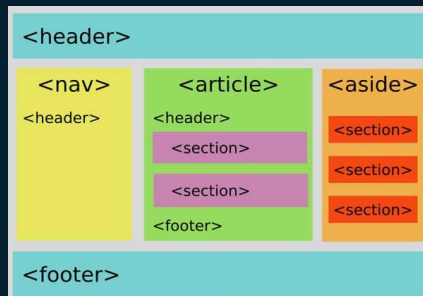 <header>
<nav>
<header>
<article>
<header>
<section>
<section>
<footer>
<aside>
<section>
<section>
<section>
<footer>